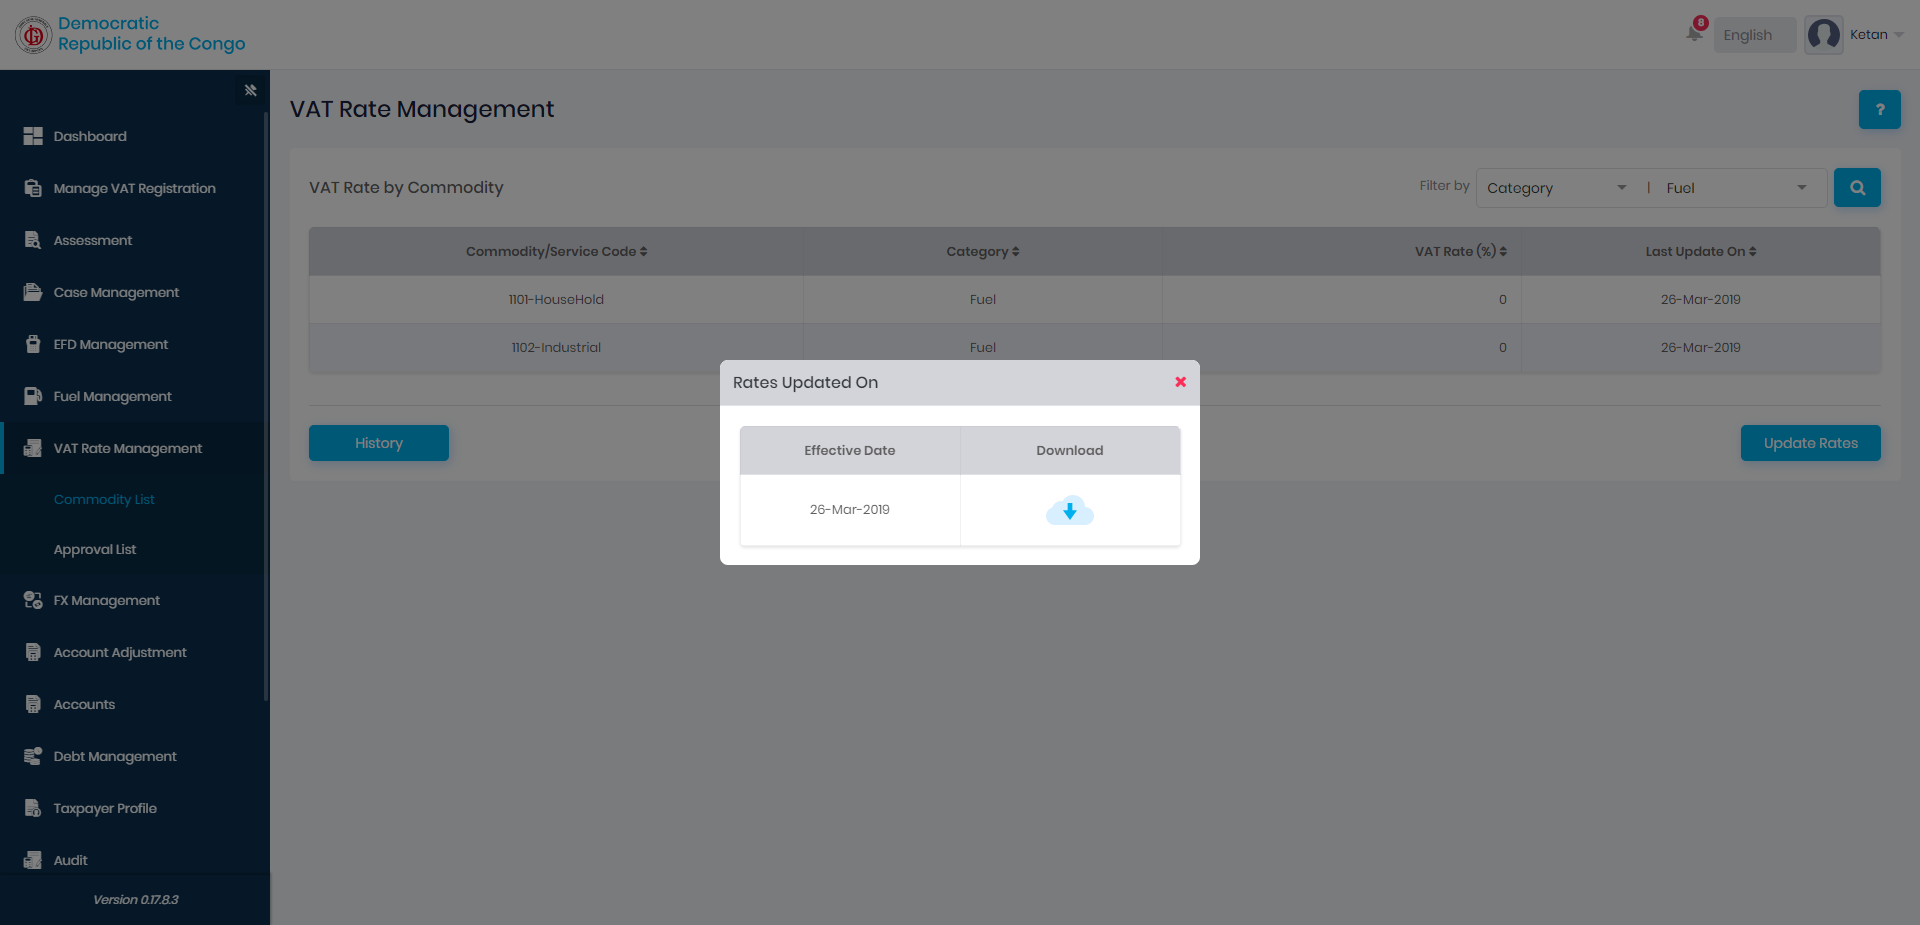 Democratic
Republic of the Congo
8
English
Ketan
Dashboard
Manage VAT Registration
Assessment
Case Management
EFD Management
Fuel Management
VAT Rate Management
Commodity List
Approval List
FX Management
Account Adjustment
Accounts
Debt Management
Taxpayer Profile
Audit
Version 0.17.8.3
VAT Rate Management
?
VAT Rate by Commodity
Filter by Category | Fuel
Commodity/Service Code Category VAT Rate (%) Last Update On
1101-HouseHold Fuel 0 26-Mar-2019
1102-Industrial Fuel 0 26-Mar-2019
History
Update Rates
Rates Updated On
Effective Date Download
26-Mar-2019